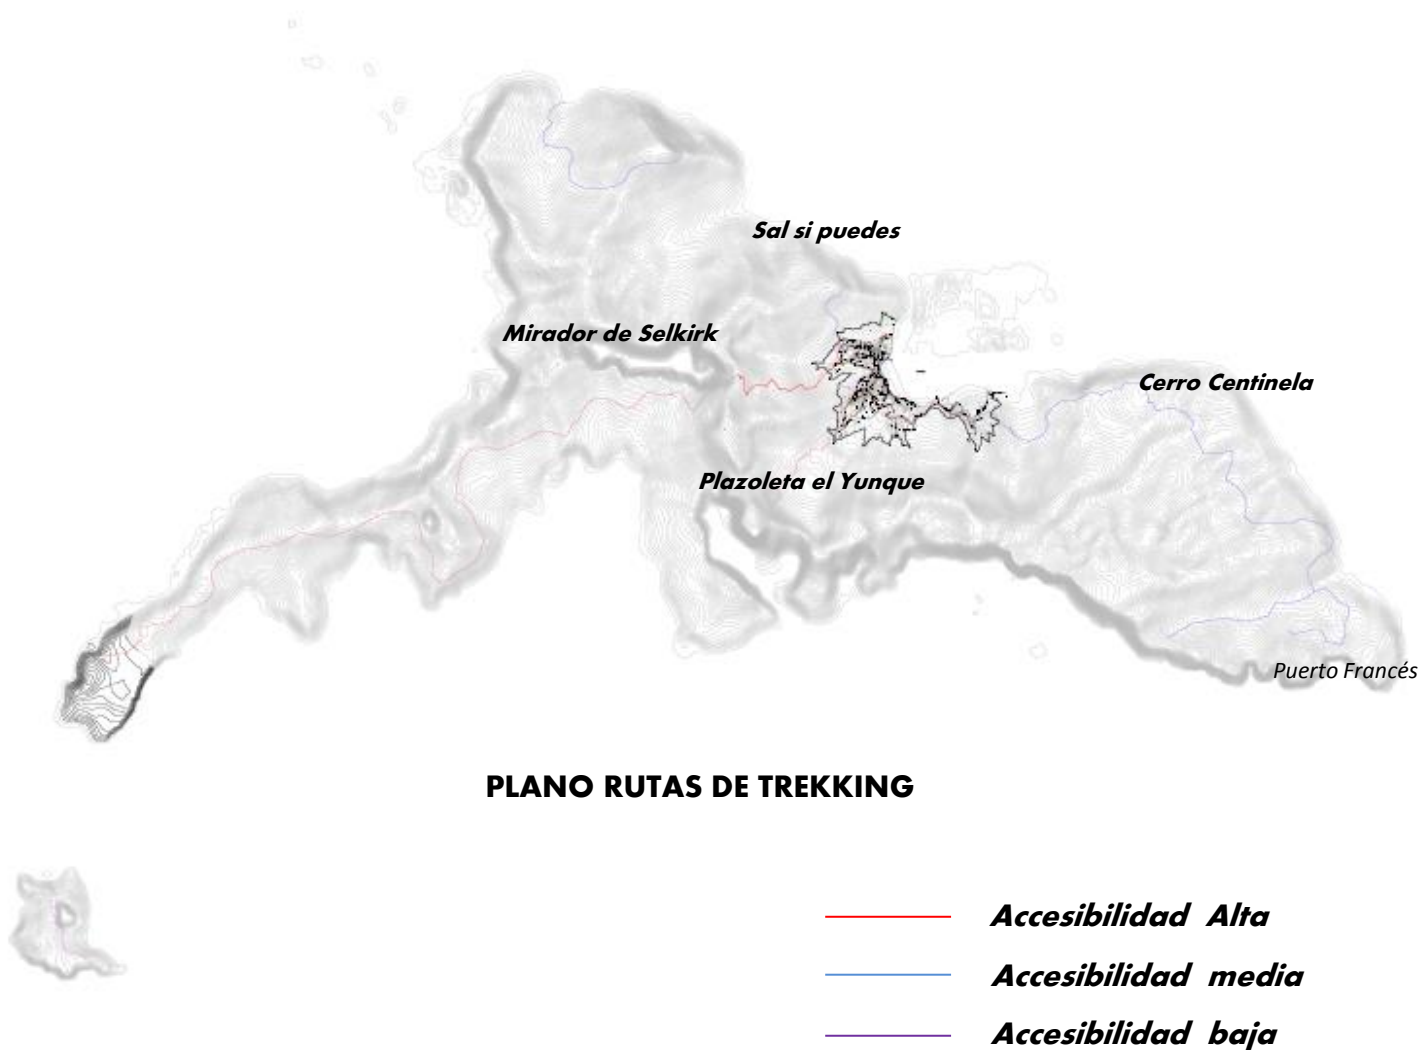 Sal si puedes
Mirador de Selkirk
Cerro Centinela
Plazoleta el Yunque
Puerto Francés
PLANO RUTAS DE TREKKING
Accesibilidad Alta
Accesibilidad media
Accesibilidad baja